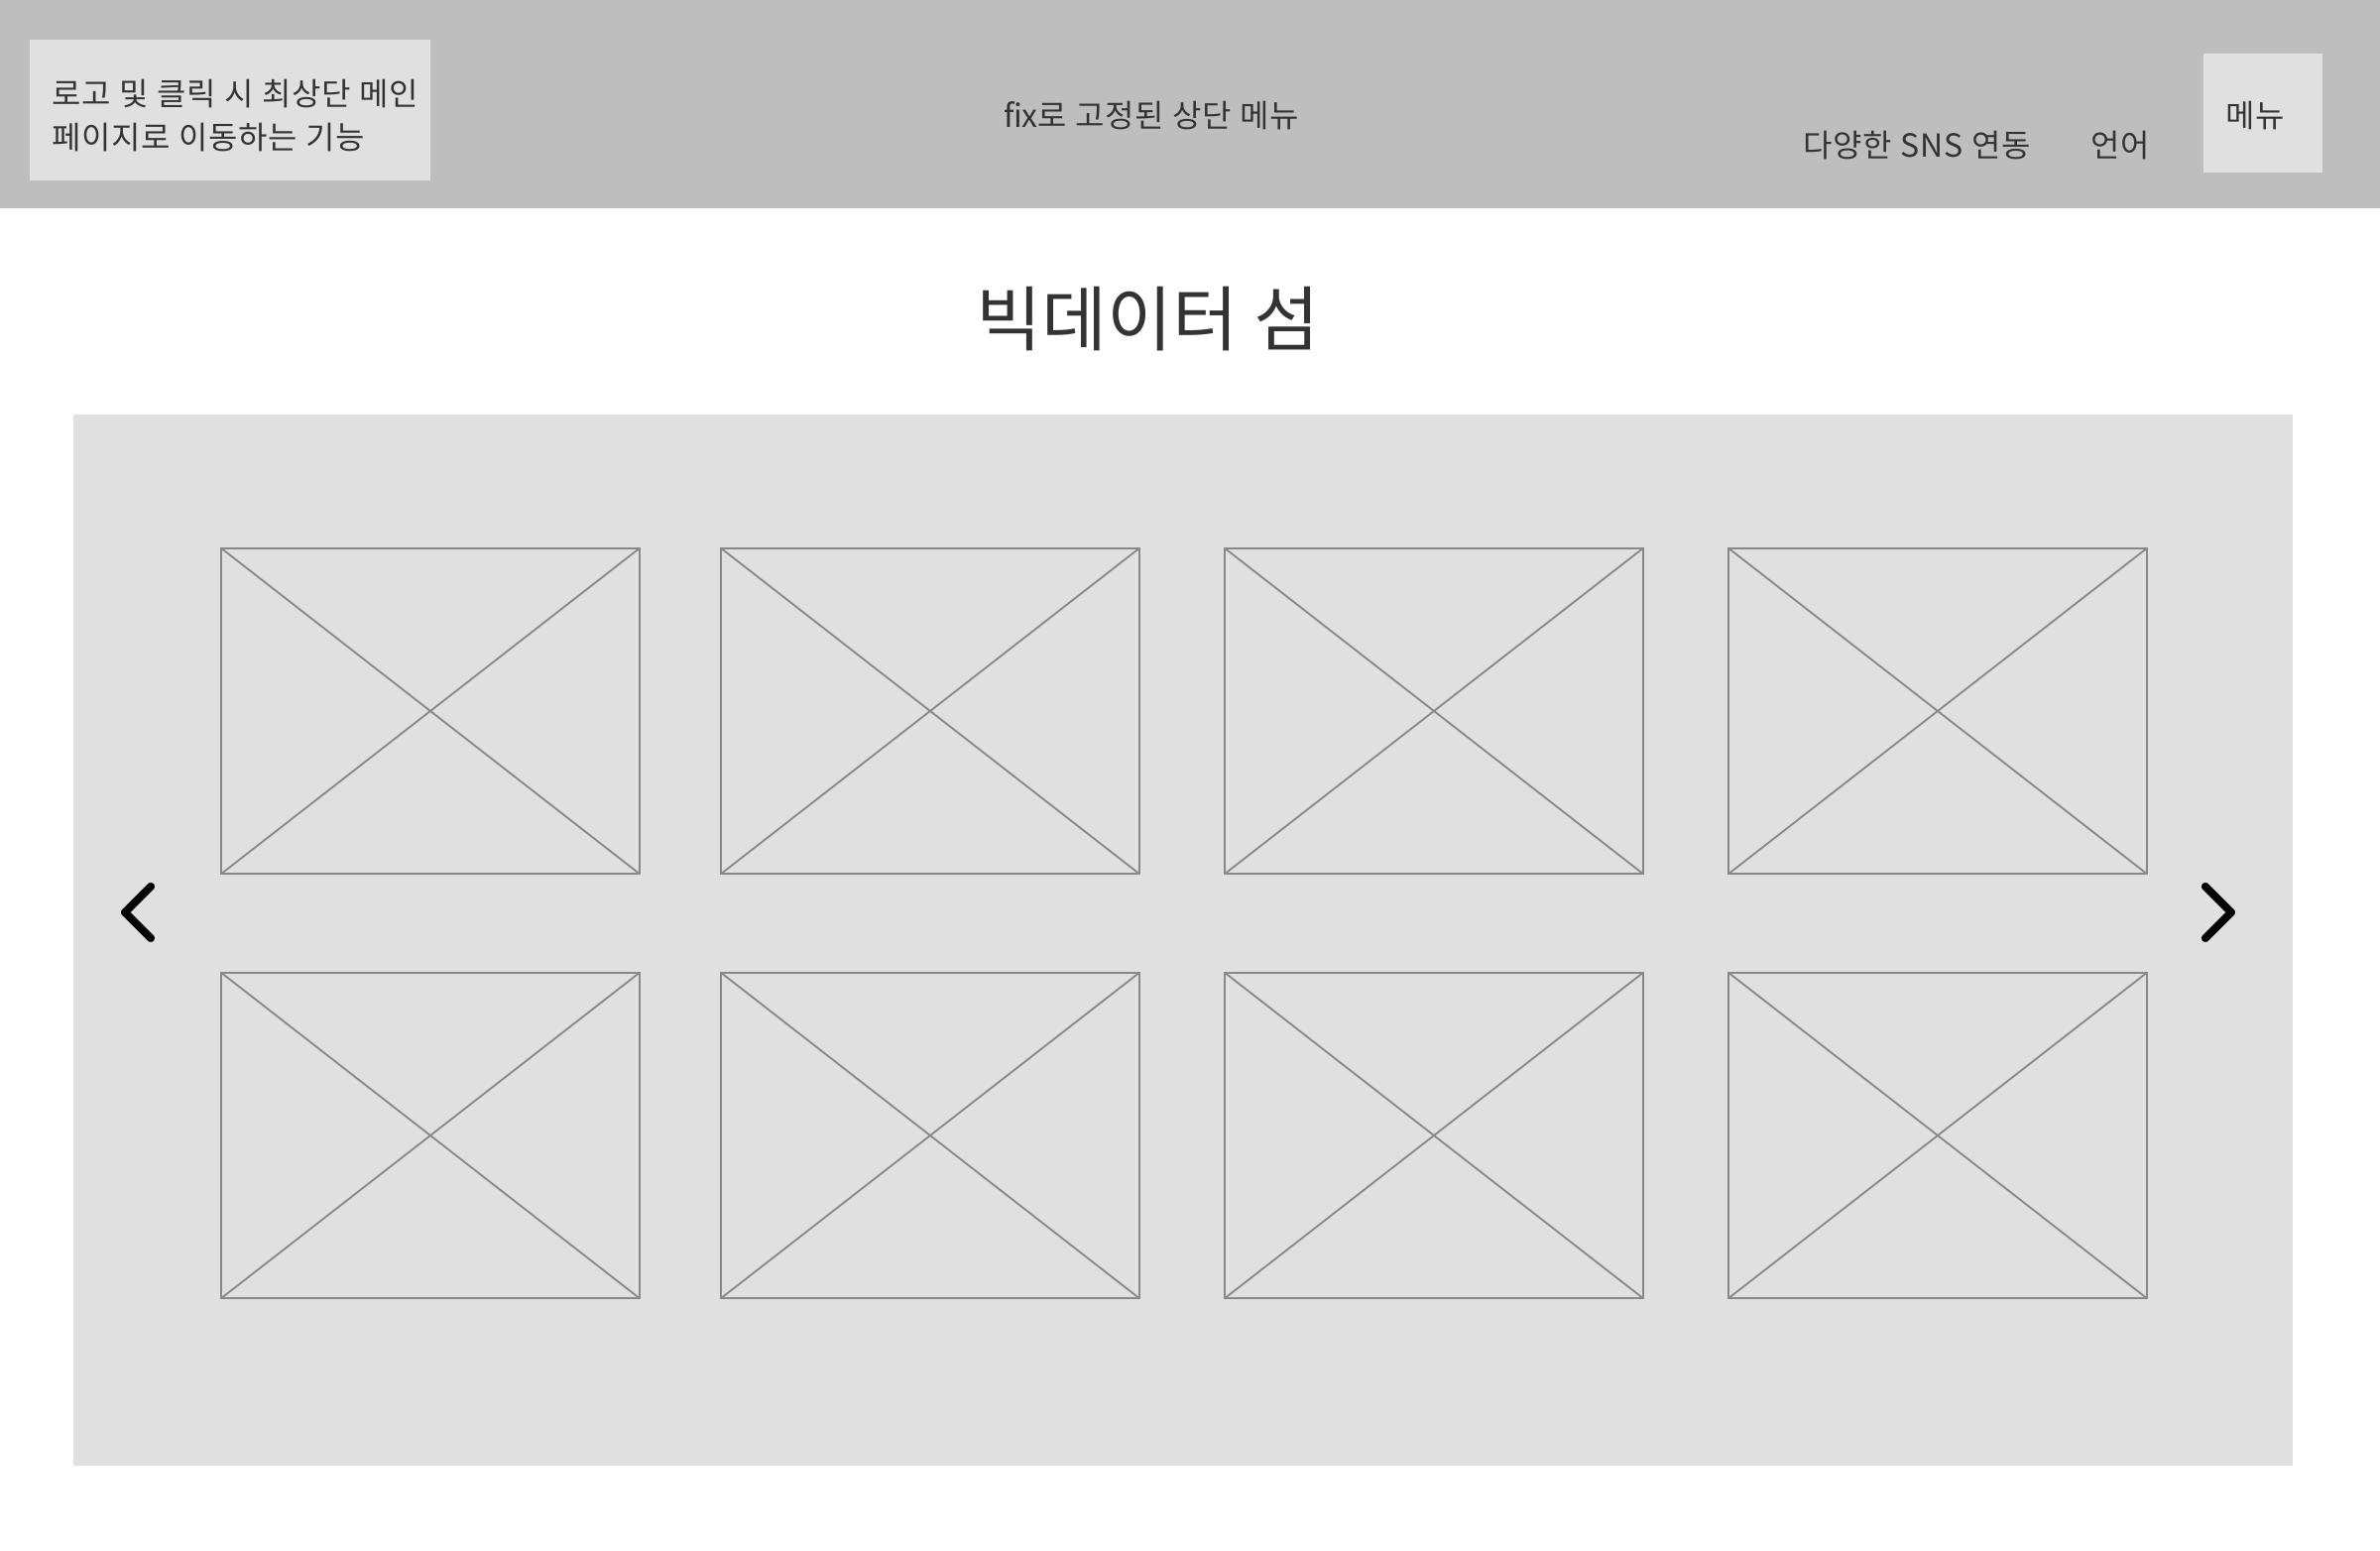 로고 및 클릭 시 최상단 메인
페이지로 이동하는 기능
fix로 고정된 상단 메뉴
다양한 SNS 연동
언어
메뉴
빅데이터 섬